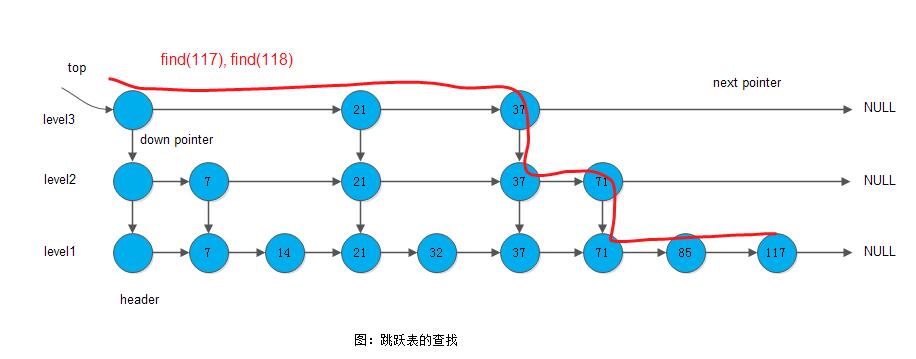 find(117), find(118)
top
next pointer
21
37
NULL
level3
down pointer
level2
7
21
37
71
NULL
level1
7
14
21
32
37
71
85
117
NULL
header
图：跳跃表的查找